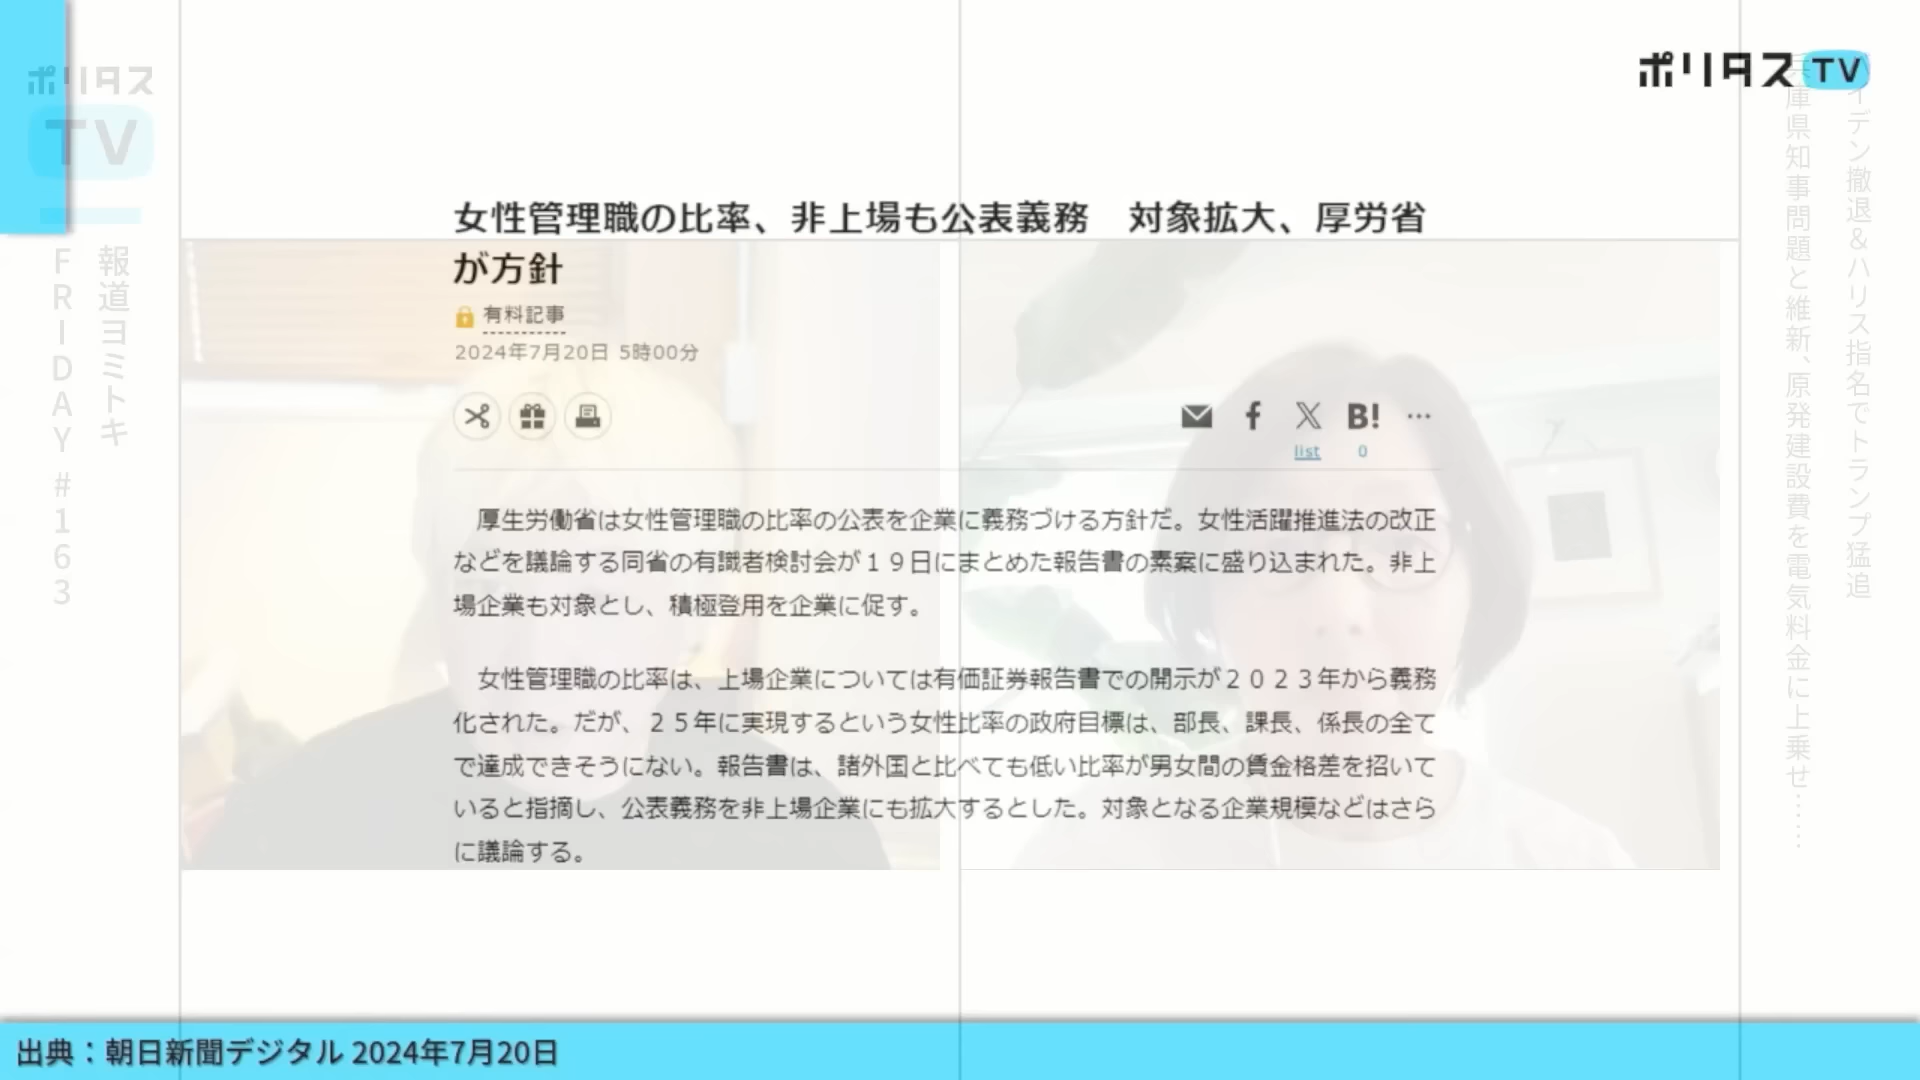 ポリタス
TV
報道ヨミトキ
FRIDAY #163
ポリタスTV
イデン撤退&ハリス指名でトランプ猛追
兵庫県知事問題と維新、原発建設費を電気料金に上乗せ……
女性管理職の比率、非上場も公表義務　対象拡大、厚労省
が方針
有料記事
2024年7月20日 5時00分
list
B!
0
…
厚生労働省は女性管理職の比率の公表を企業に義務づける方針だ。女性活躍推進法の改正
などを議論する同省の有識者検討会が１９日にまとめた報告書の素案に盛り込まれた。非上
場企業も対象とし、積極登用を企業に促す。
女性管理職の比率は、上場企業については有価証券報告書での開示が２０２３年から義務
化された。だが、２５年に実現するという女性比率の政府目標は、部長、課長、係長の全て
で達成できそうにない。報告書は、諸外国と比べても低い比率が男女間の賃金格差を招いて
いると指摘し、公表義務を非上場企業にも拡大するとした。対象となる企業規模などはさら
に議論する。
出典：朝日新聞デジタル 2024年7月20日